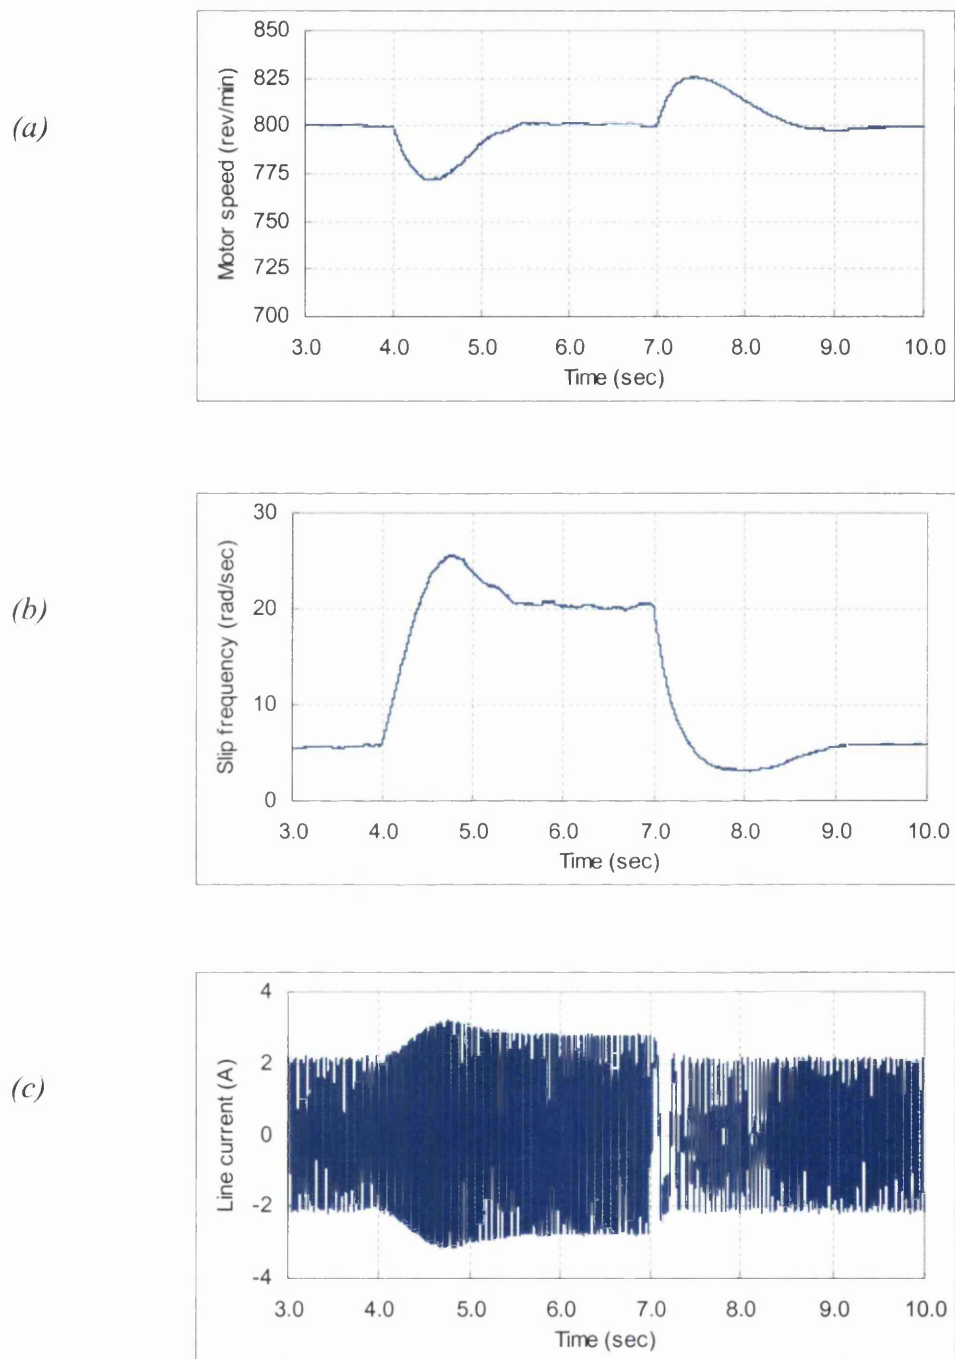 (a)
Motor speed (rev/min)
850
825
800
775
750
725
700
3.0 4.0 5.0 6.0 7.0 8.0 9.0 10.0
Time (sec)
(b)
Slip frequency (rad/sec)
30
20
10
0
3.0 4.0 5.0 6.0 7.0 8.0 9.0 10.0
Time (sec)
(c)
Line current (A)
4
2
0
-2
-4
3.0 4.0 5.0 6.0 7.0 8.0 9.0 10.0
Time (sec)